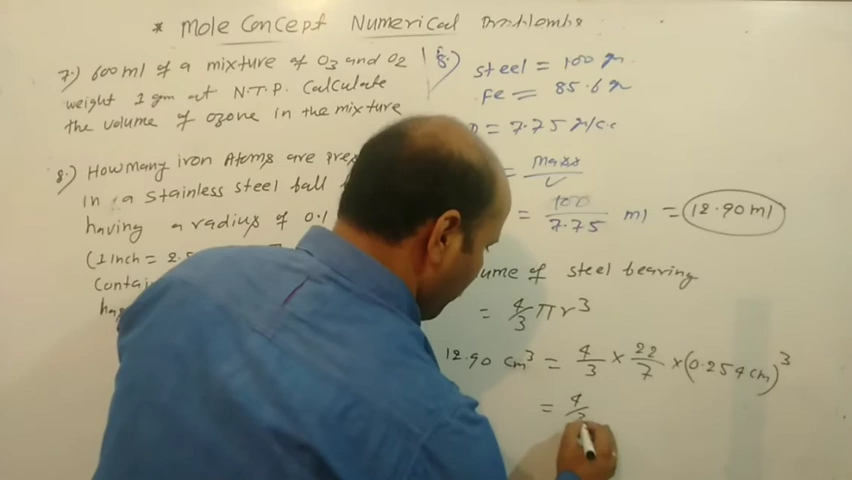 * Mole Concept Numerical Problems
7.) 600 ml of a mixture of O3 and O2
weight 1 gm at N.T.P. Calculate
the volume of ozone in the mixture
8.) How many iron Atoms are
in a stainless steel ball
having a radius of 0.1
(1 Inch = 2.5
8.) steel = 100 gm
Fe = 85.6 gm
= 7.75 g/c.c
= Mass/V
= 100/7.75 ml = 12.90 ml
of steel bearing
= 4/3 πr³
12.90 cm³ = 4/3 × 22/7 × (0.254 cm)³
= 4/